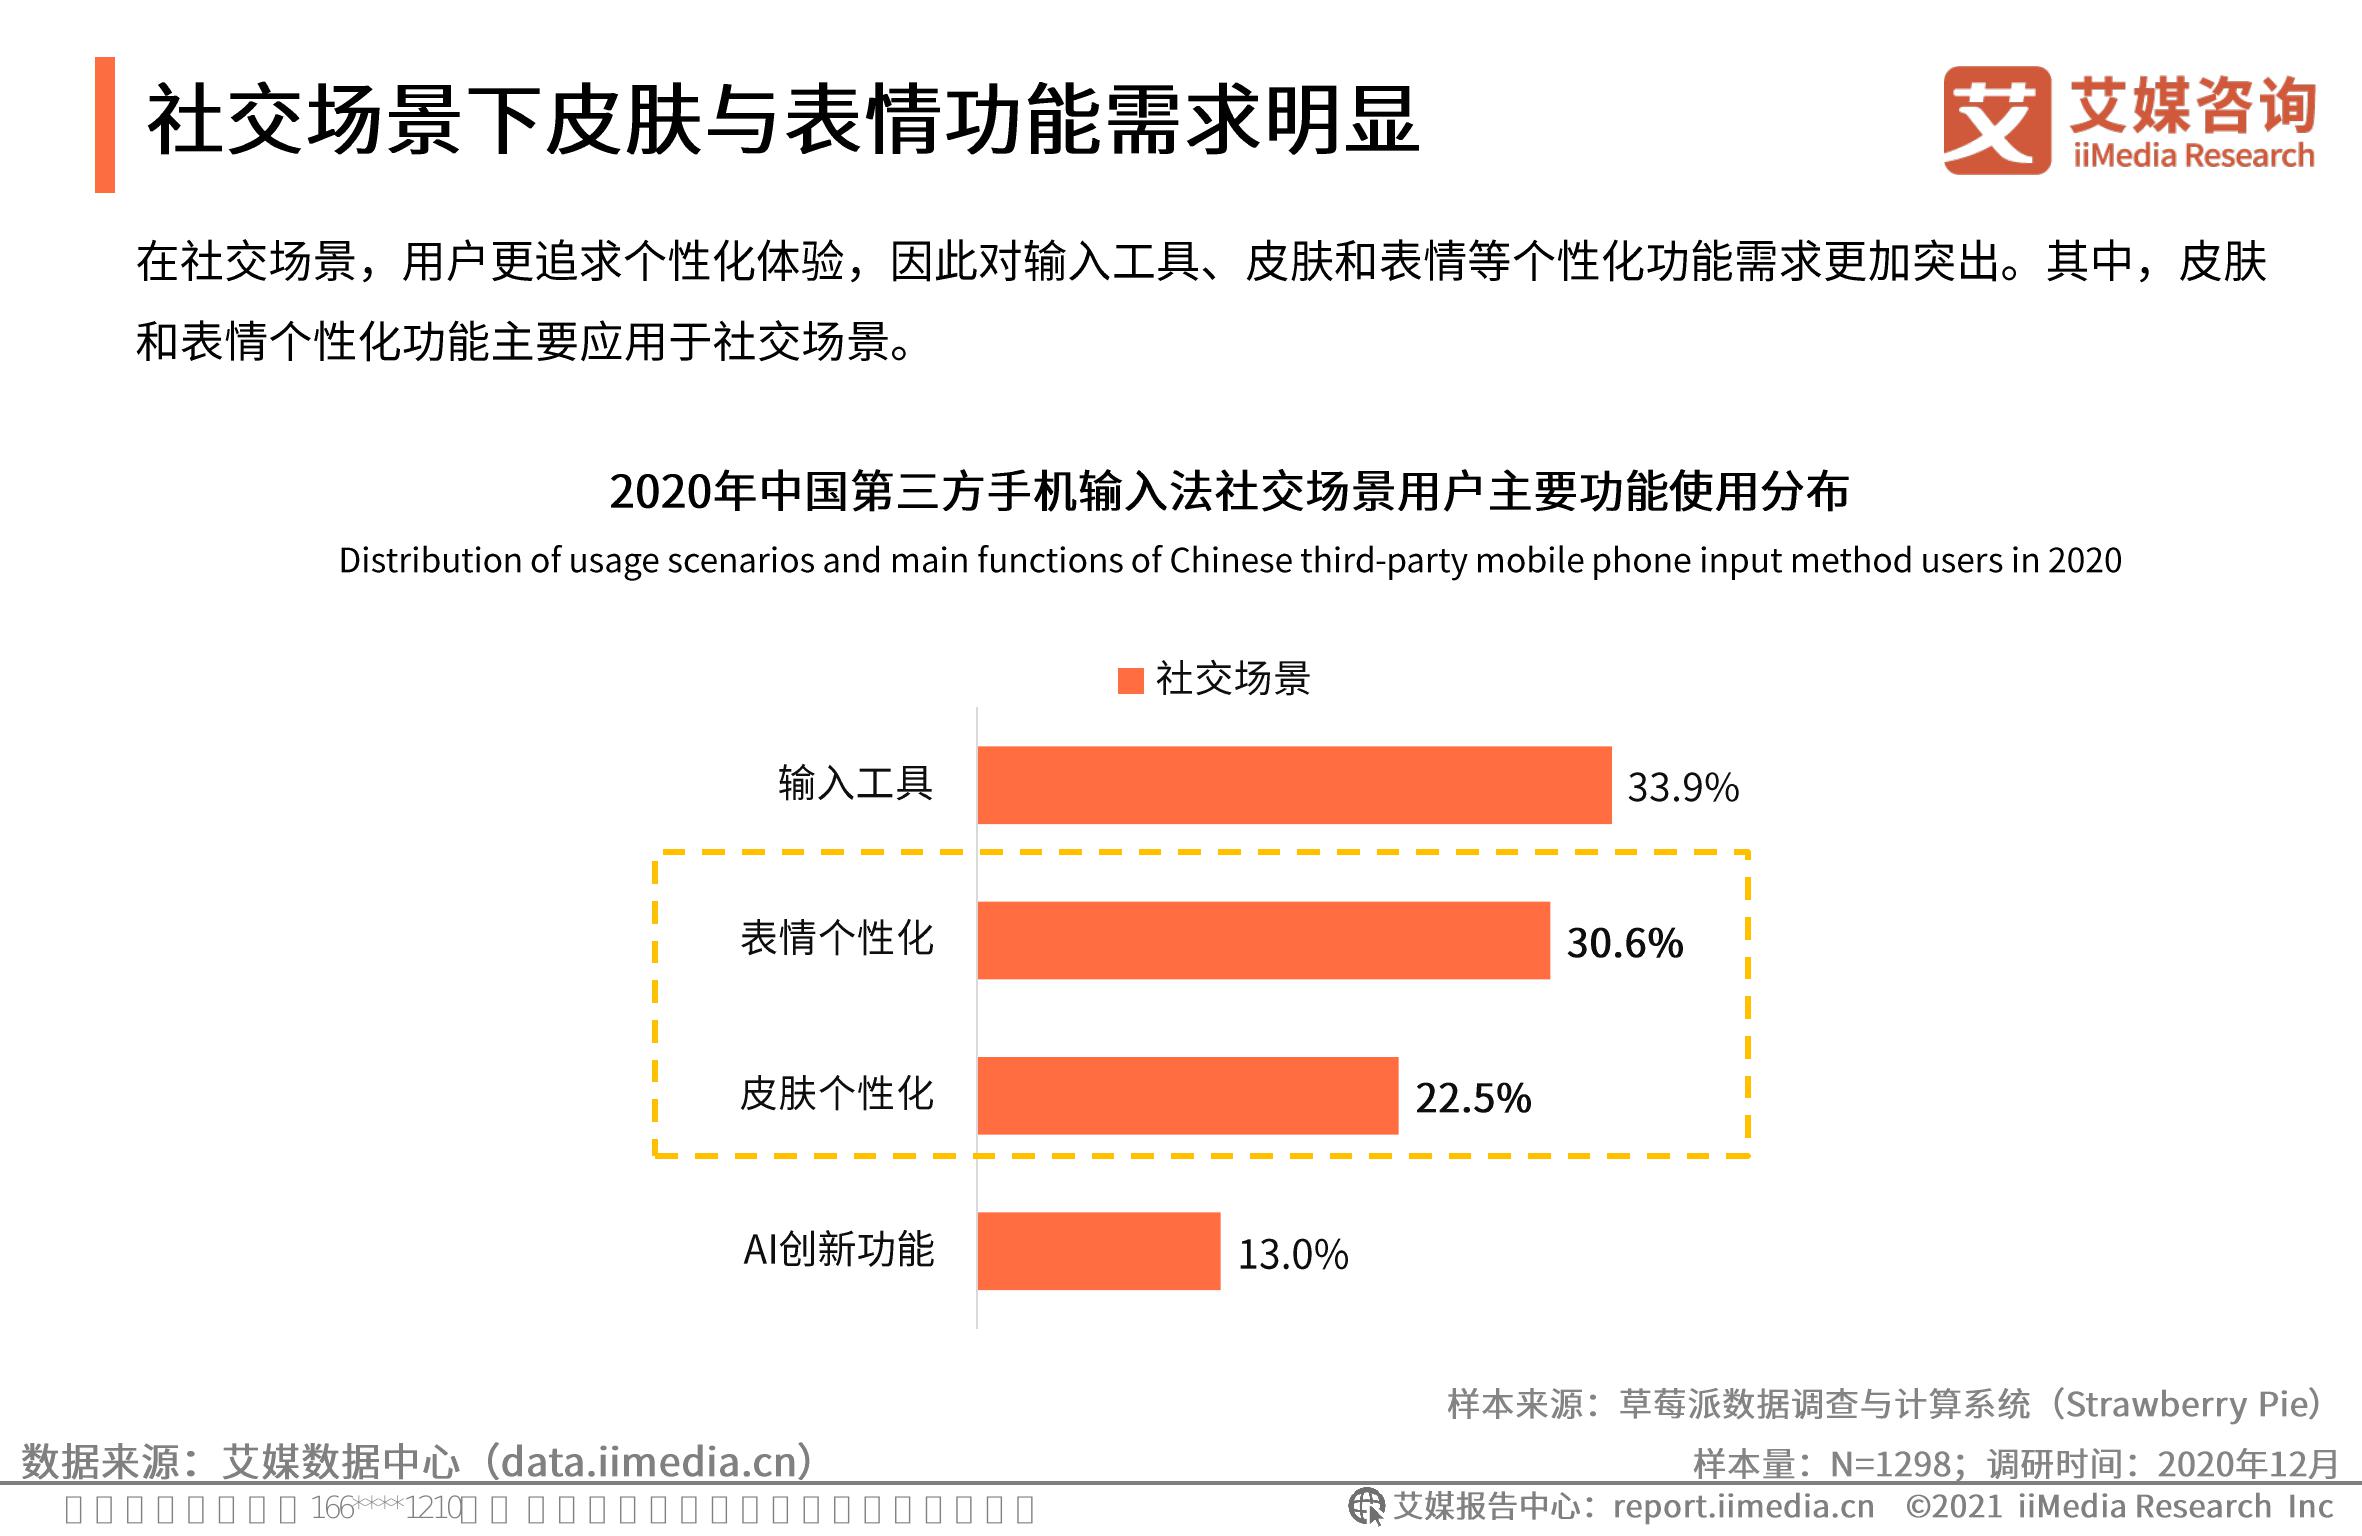 社交场景下皮肤与表情功能需求明显
艾 艾媒咨询
iiMedia Research
在社交场景，用户更追求个性化体验，因此对输入工具、皮肤和表情等个性化功能需求更加突出。其中，皮肤
和表情个性化功能主要应用于社交场景。
2020年中国第三方手机输入法社交场景用户主要功能使用分布
Distribution of usage scenarios and main functions of Chinese third-party mobile phone input method users in 2020
社交场景
输入工具 33.9%
表情个性化 30.6%
皮肤个性化 22.5%
AI创新功能 13.0%
样本来源：草莓派数据调查与计算系统（Strawberry Pie）
数据来源：艾媒数据中心（data.iimedia.cn）
样本量：N=1298；调研时间：2020年12月
166****1210
艾媒报告中心：report.iimedia.cn ©2021 iiMedia Research Inc